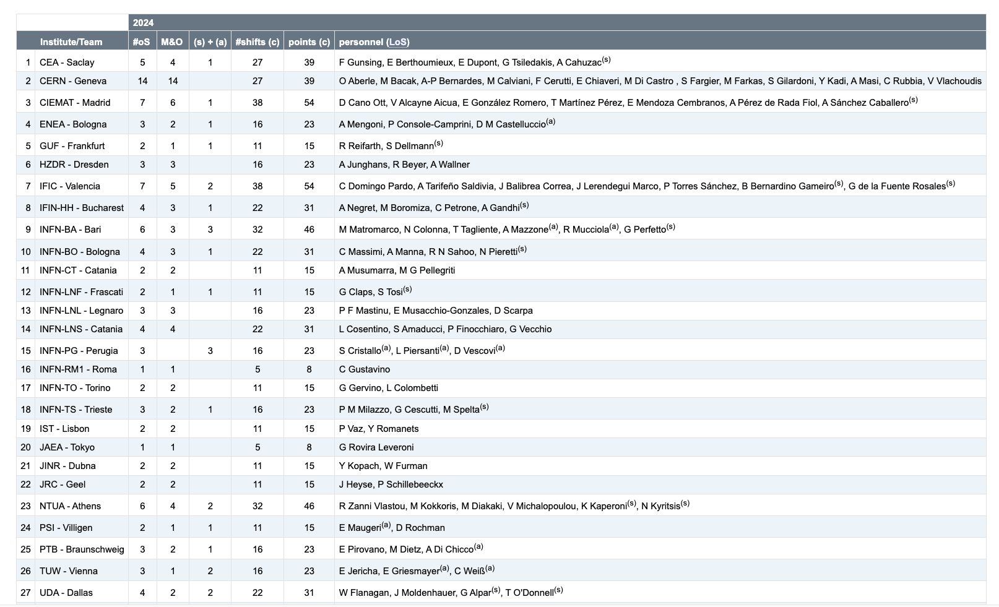 2024
Institute/Team #oS M&O (s) + (a) #shifts (c) points (c) personnel (LoS)
1 CEA - Saclay 5 4 1 27 39 F Gunsing, E Berthoumieux, E Dupont, G Tsiledakis, A Cahuzac(s)
2 CERN - Geneva 14 14 27 39 O Aberle, M Bacak, A-P Bernardes, M Calviani, F Cerutti, E Chiaveri, M Di Castro , S Fargier, M Farkas, S Gilardoni, Y Kadi, A Masi, C Rubbia, V Vlachoudis
3 CIEMAT - Madrid 7 6 1 38 54 D Cano Ott, V Alcayne Aicua, E González Romero, T Martínez Pérez, E Mendoza Cembranos, A Pérez de Rada Fiol, A Sánchez Caballero(s)
4 ENEA - Bologna 3 2 1 16 23 A Mengoni, P Console-Camprini, D M Castelluccio(a)
5 GUF - Frankfurt 2 1 1 11 15 R Reifarth, S Dellmann(s)
6 HZDR - Dresden 3 3 16 23 A Junghans, R Beyer, A Wallner
7 IFIC - Valencia 7 5 2 38 54 C Domingo Pardo, A Tarifeño Saldivia, J Balibrea Correa, J Lerendegui Marco, P Torres Sánchez, B Bernardino Gameiro(s), G de la Fuente Rosales(s)
8 IFIN-HH - Bucharest 4 3 1 22 31 A Negret, M Boromiza, C Petrone, A Gandhi(s)
9 INFN-BA - Bari 6 3 3 32 46 M Matromarco, N Colonna, T Tagliente, A Mazzone(a), R Mucciola(a), G Perfetto(s)
10 INFN-BO - Bologna 4 3 1 22 31 C Massimi, A Manna, R N Sahoo, N Pieretti(s)
11 INFN-CT - Catania 2 2 11 15 A Musumarra, M G Pellegriti
12 INFN-LNF - Frascati 2 1 1 11 15 G Claps, S Tosi(s)
13 INFN-LNL - Legnaro 3 3 16 23 P F Mastinu, E Musacchio-Gonzales, D Scarpa
14 INFN-LNS - Catania 4 4 22 31 L Cosentino, S Amaducci, P Finocchiaro, G Vecchio
15 INFN-PG - Perugia 3 3 16 23 S Cristallo(a), L Piersanti(a), D Vescovi(a)
16 INFN-RM1 - Roma 1 1 5 8 C Gustavino
17 INFN-TO - Torino 2 2 11 15 G Gervino, L Colombetti
18 INFN-TS - Trieste 3 2 1 16 23 P M Milazzo, G Cescutti, M Spelta(s)
19 IST - Lisbon 2 2 11 15 P Vaz, Y Romanets
20 JAEA - Tokyo 1 1 5 8 G Rovira Leveroni
21 JINR - Dubna 2 2 11 15 Y Kopach, W Furman
22 JRC - Geel 2 2 11 15 J Heyse, P Schillebeeckx
23 NTUA - Athens 6 4 2 32 46 R Zanni Vlastou, M Kokkoris, M Diakaki, V Michalopoulou, K Kaperoni(s), N Kyritsis(s)
24 PSI - Villigen 2 1 1 11 15 E Maugeri(a), D Rochman
25 PTB - Braunschweig 3 2 1 16 23 E Pirovano, M Dietz, A Di Chicco(a)
26 TUW - Vienna 3 1 2 16 23 E Jericha, E Griesmayer(a), C Weiß(a)
27 UDA - Dallas 4 2 2 22 31 W Flanagan, J Moldenhauer, G Alpar(s), T O'Donnell(s)